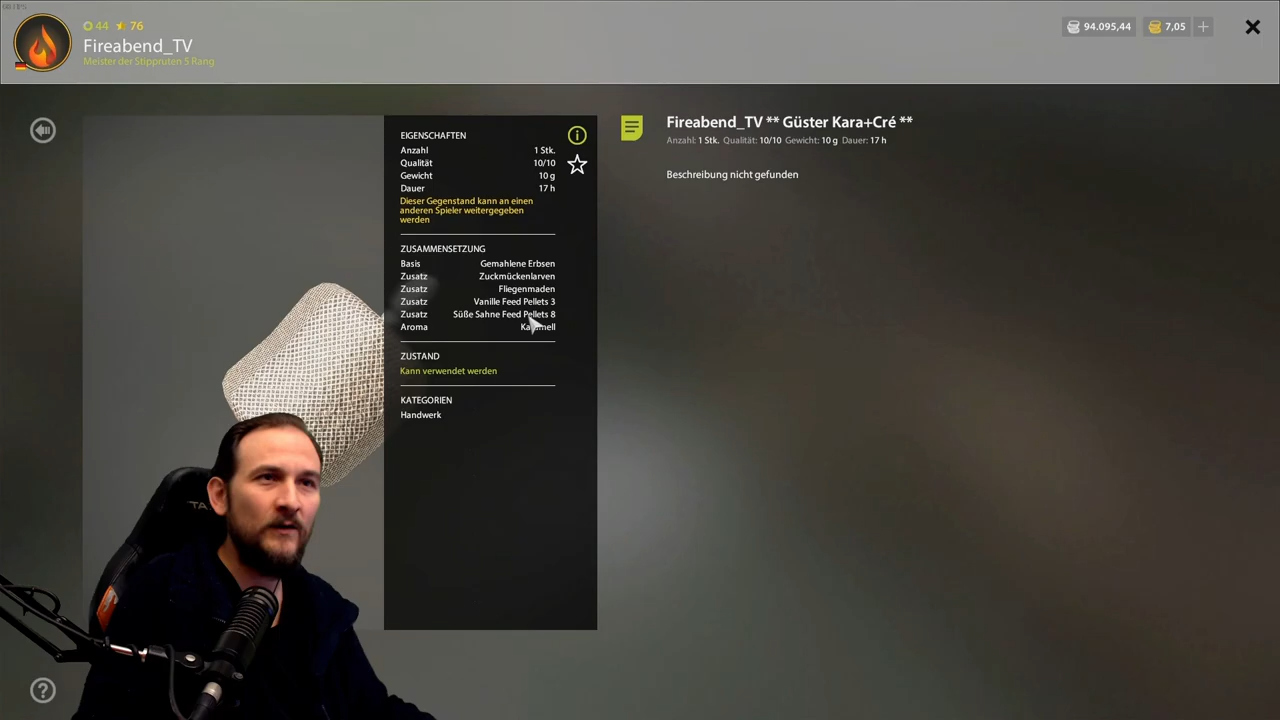 44 76
Fireabend_TV
Meister der Stippruten 5 Rang
94.095,44
7,05
EIGENSCHAFTEN
Anzahl 1 Stk.
Qualität 10/10
Gewicht 10 g
Dauer 17 h
Dieser Gegenstand kann an einen
anderen Spieler weitergegeben
werden
ZUSAMMENSETZUNG
Basis Gemahlene Erbsen
Zusatz Zuckmückenlarven
Zusatz Fliegenmaden
Zusatz Vanille Feed Pellets 3
Zusatz Süße Sahne Feed Pellets 8
Aroma Karamell
ZUSTAND
Kann verwendet werden
KATEGORIEN
Handwerk
Fireabend_TV ** Güster Kara+Cré **
Anzahl: 1 Stk. Qualität: 10/10 Gewicht: 10 g Dauer: 17 h
Beschreibung nicht gefunden